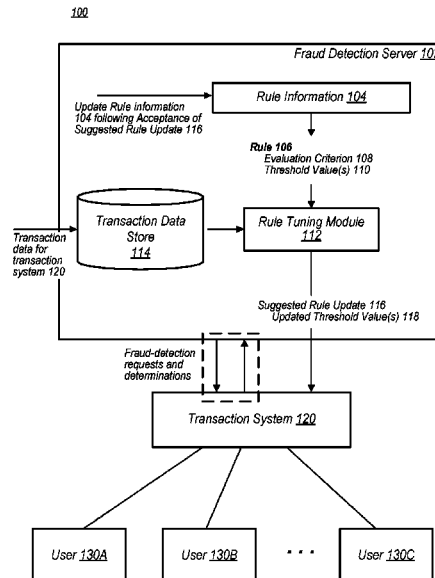 100
Fraud Detection Server 10
Update Rule information
104 following Acceptance of
Suggested Rule Update 116
Rule Information 104
Rule 106
Evaluation Criterion 108
Threshold Value(s) 110
Transaction Data
Store
114
Rule Tuning Module
112
Transaction
data for
transaction
system 120
Suggested Rule Update 116
Updated Threshold Value(s) 118
Fraud-detection
requests and
determinations
Transaction System 120
User 130A
User 130B
. . .
User 130C